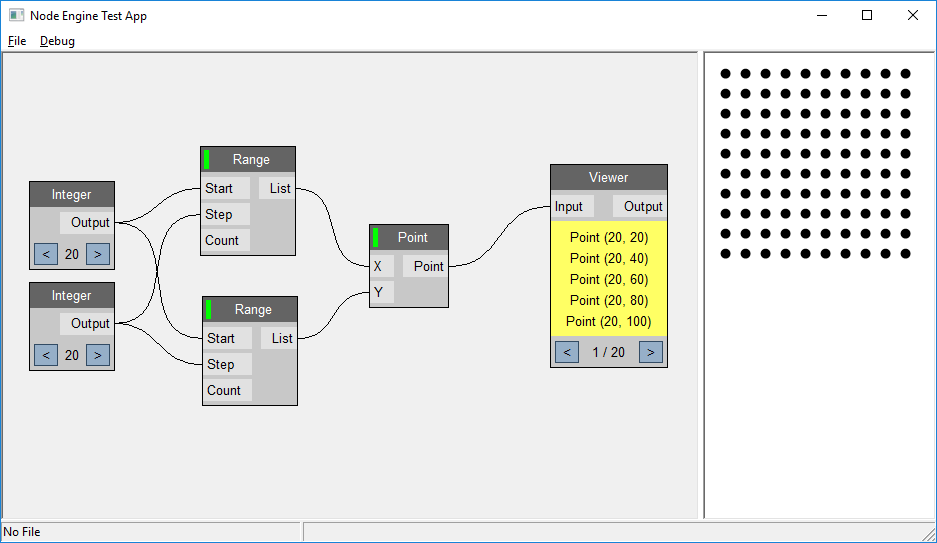 Node Engine Test App
File Debug
Integer
Output
< 20 >
Integer
Output
< 20 >
Range
Start List
Step
Count
Range
Start List
Step
Count
Point
X Point
Y
Viewer
Input Output
Point (20, 20)
Point (20, 40)
Point (20, 60)
Point (20, 80)
Point (20, 100)
< 1 / 20 >
No File